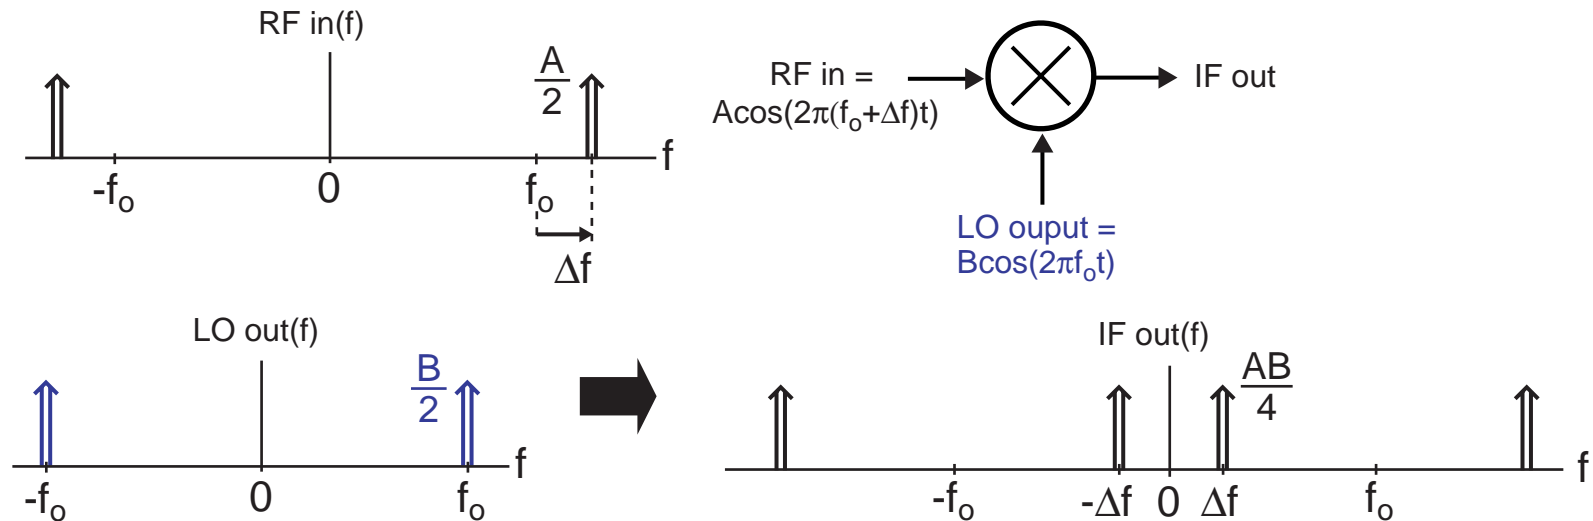 RF in(f)
A
2
-fo
0
fo
f
Δf
RF in =
Acos(2π(fo+Δf)t)
IF out
LO ouput =
Bcos(2πfot)
LO out(f)
B
2
-fo
0
fo
f
IF out(f)
AB
4
-fo
-Δf
0
Δf
fo
f